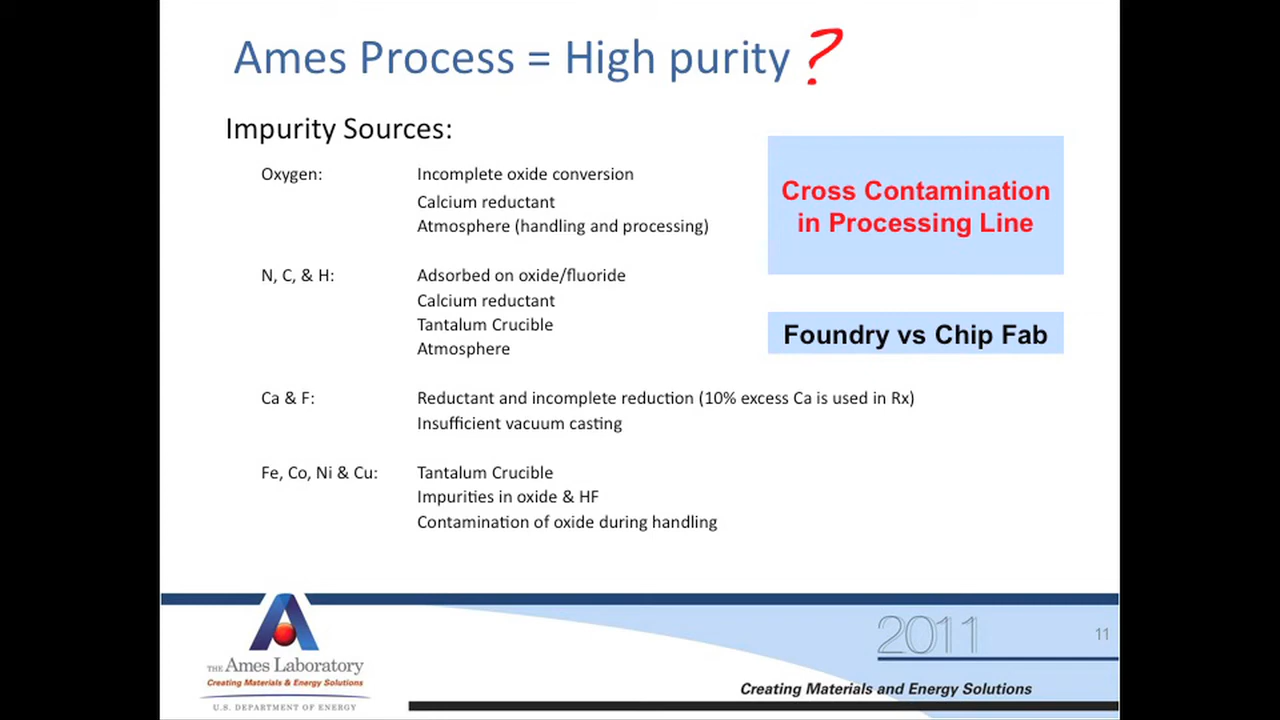 Ames Process = High purity ?
Impurity Sources:
Oxygen: Incomplete oxide conversion
Calcium reductant
Atmosphere (handling and processing)
N, C, & H: Adsorbed on oxide/fluoride
Calcium reductant
Tantalum Crucible
Atmosphere
Ca & F: Reductant and incomplete reduction (10% excess Ca is used in Rx)
Insufficient vacuum casting
Fe, Co, Ni & Cu: Tantalum Crucible
Impurities in oxide & HF
Contamination of oxide during handling
Cross Contamination
in Processing Line
Foundry vs Chip Fab
THE Ames Laboratory
Creating Materials & Energy Solutions
U.S. DEPARTMENT OF ENERGY
2011
11
Creating Materials and Energy Solutions